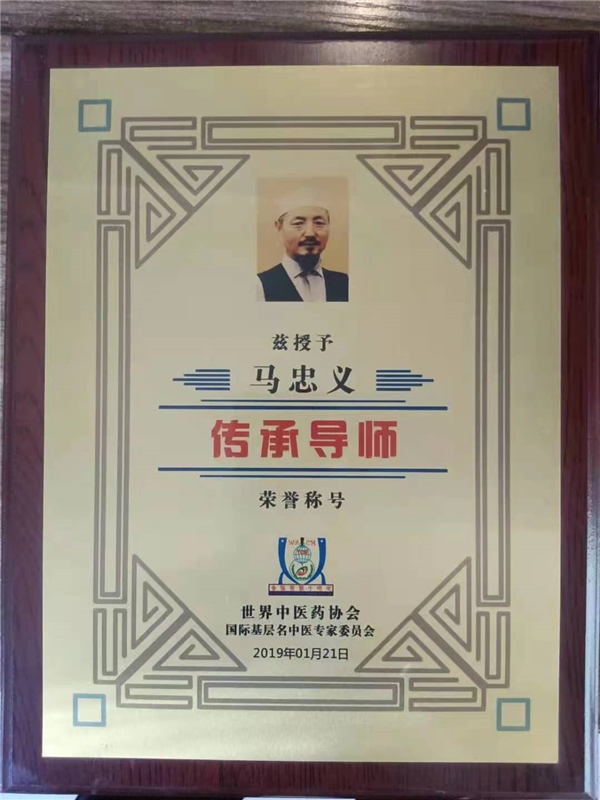 兹授予
马忠义
传承导师
荣誉称号
世界中医药协会
国际基层名中医专家委员会
2019年01月21日